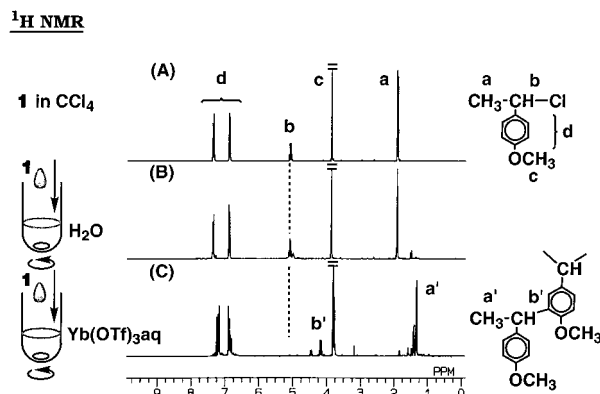 ¹H NMR
(A)
1 in CCl₄
d
c
a
b
a b
CH₃-CH-Cl
d
OCH₃
c
(B)
1
H₂O
(C)
1
Yb(OTf)₃aq
b'
a'
CH
a' b'
CH₃-CH
OCH₃
OCH₃
PPM
9 8 7 6 5 4 3 2 1 0